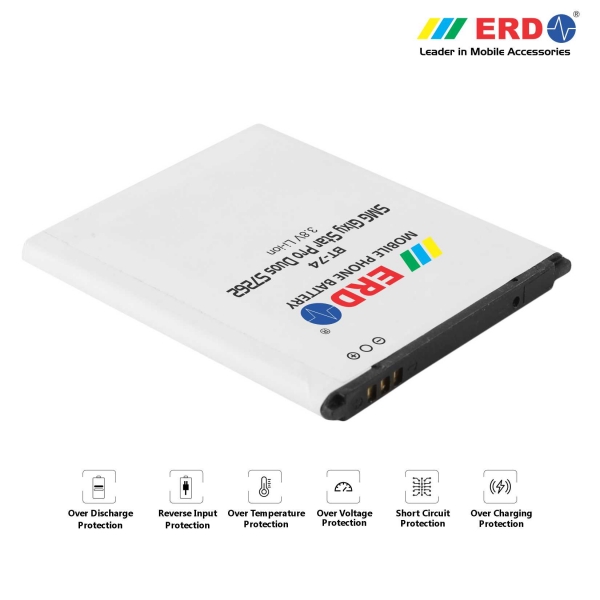 ERD®
Leader in Mobile Accessories
ERD®
MOBILE PHONE BATTERY
BT-74
SMG Glxy Star Pro Duos S7262
3.8V Li-ion
Over Discharge
Protection
Reverse Input
Protection
Over Temperature
Protection
Over Voltage
Protection
Short Circuit
Protection
Over Charging
Protection